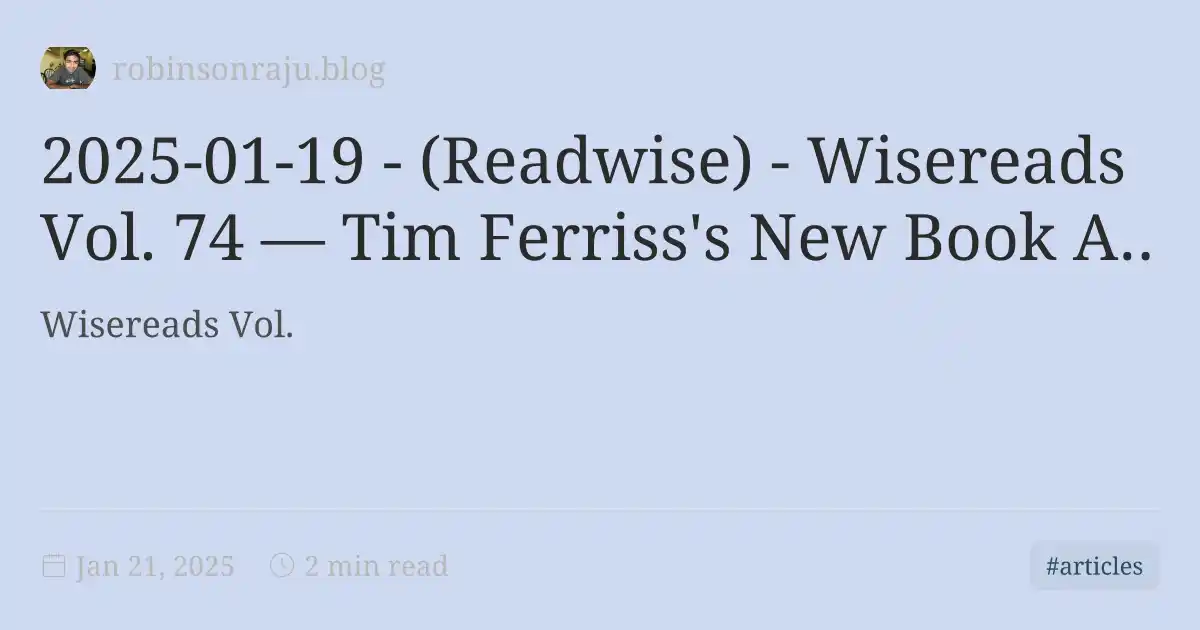 robinsonraju.blog
2025-01-19 - (Readwise) - Wisereads
Vol. 74 — Tim Ferriss's New Book A..
Wisereads Vol.
Jan 21, 2025 2 min read #articles